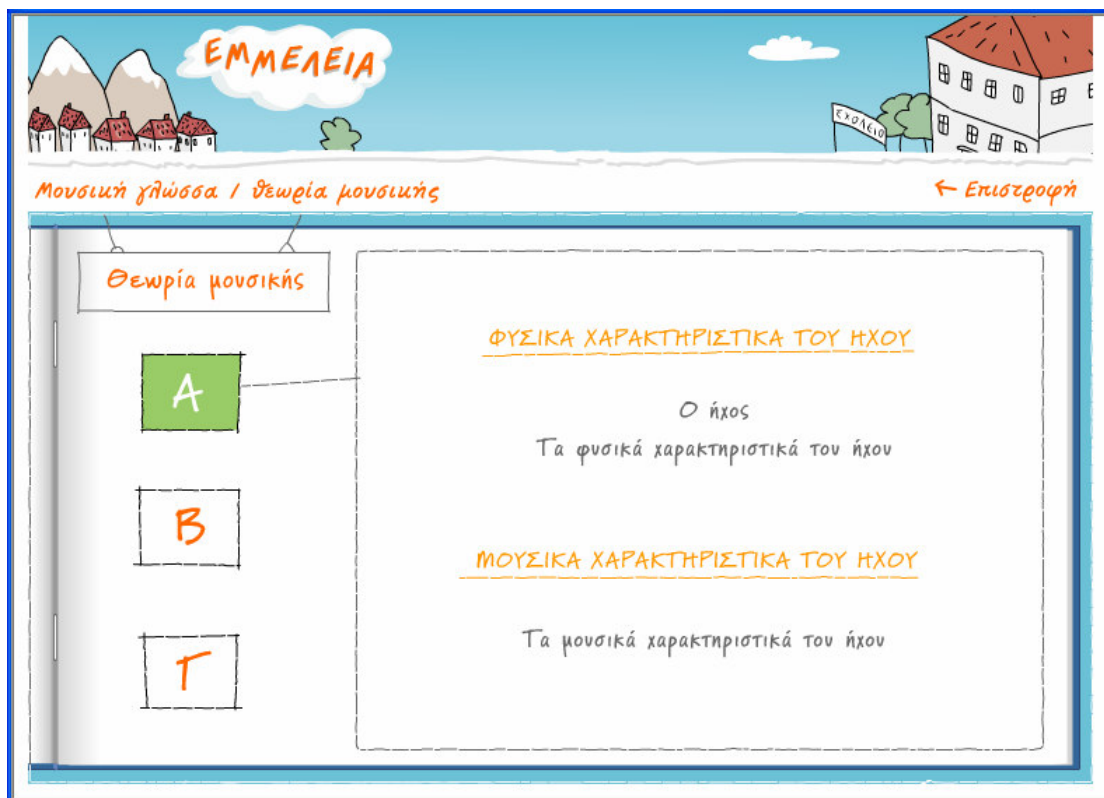 ΕΜΜΕΛΕΙΑ
ΣΧΟΛΕΙΟ
Μουσική γλώσσα / θεωρία μουσικής
← Επιστροφή
Θεωρία μουσικής
Α
ΦΥΣΙΚΑ ΧΑΡΑΚΤΗΡΙΣΤΙΚΑ ΤΟΥ ΗΧΟΥ
Ο ήχος
Τα φυσικά χαρακτηριστικά του ήχου
Β
ΜΟΥΣΙΚΑ ΧΑΡΑΚΤΗΡΙΣΤΙΚΑ ΤΟΥ ΗΧΟΥ
Τα μουσικά χαρακτηριστικά του ήχου
Γ